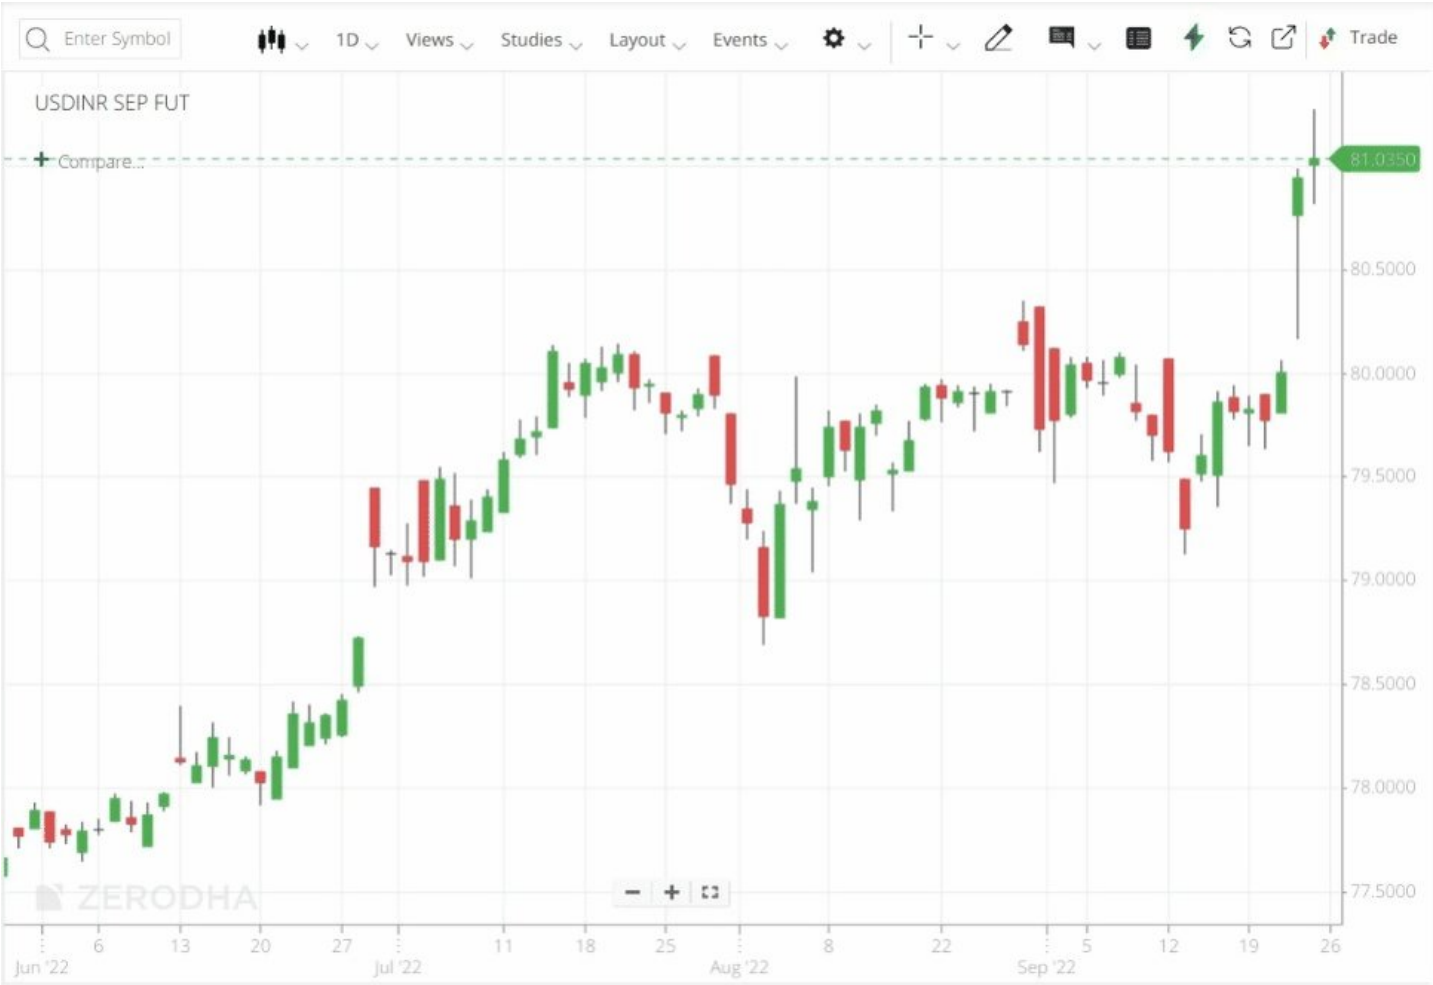 Enter Symbol 1D Views Studies Layout Events Trade
USDINR SEP FUT
Compare...
81.0350
80.5000
80.0000
79.5000
79.0000
78.5000
78.0000
77.5000
ZERODHA
6 13 20 27 11 18 25 8 22 5 12 19 26
Jun '22 Jul '22 Aug '22 Sep '22